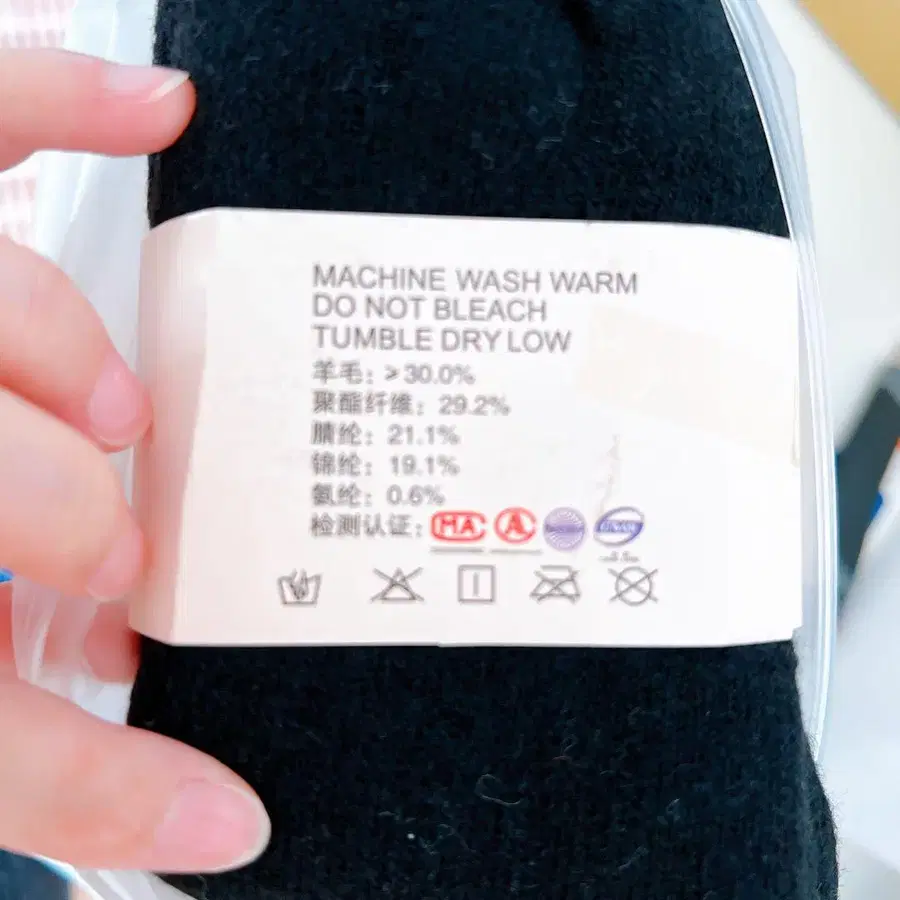 MACHINE WASH WARM
DO NOT BLEACH
TUMBLE DRY LOW
羊毛：>30.0%
聚酯纤维：29.2%
腈纶：21.1%
锦纶：19.1%
氨纶：0.6%
检测认证：MA A